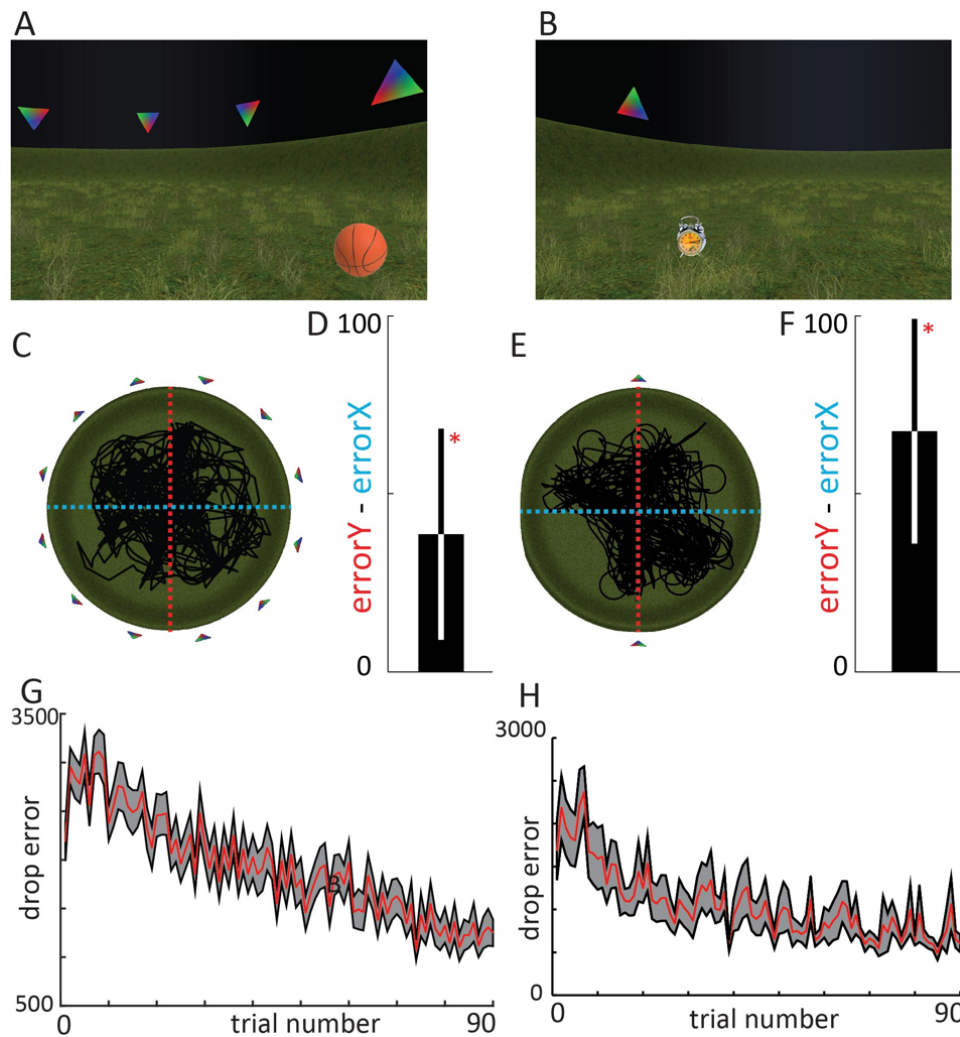 A
B
C
D
100
errorY - errorX
0
E
F
100
errorY - errorX
0
*
*
G
3500
drop error
500
0
trial number
90
B
H
3000
drop error
0
0
trial number
90